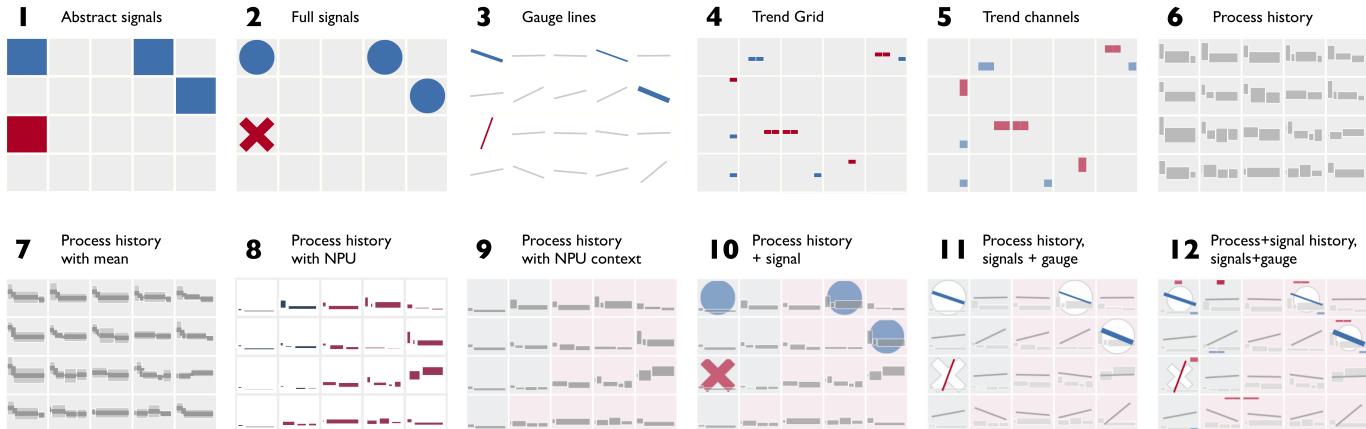 1 Abstract signals
2 Full signals
3 Gauge lines
4 Trend Grid
5 Trend channels
6 Process history
7 Process history
with mean
8 Process history
with NPU
9 Process history
with NPU context
10 Process history
+ signal
11 Process history,
signals + gauge
12 Process+signal history,
signals+gauge